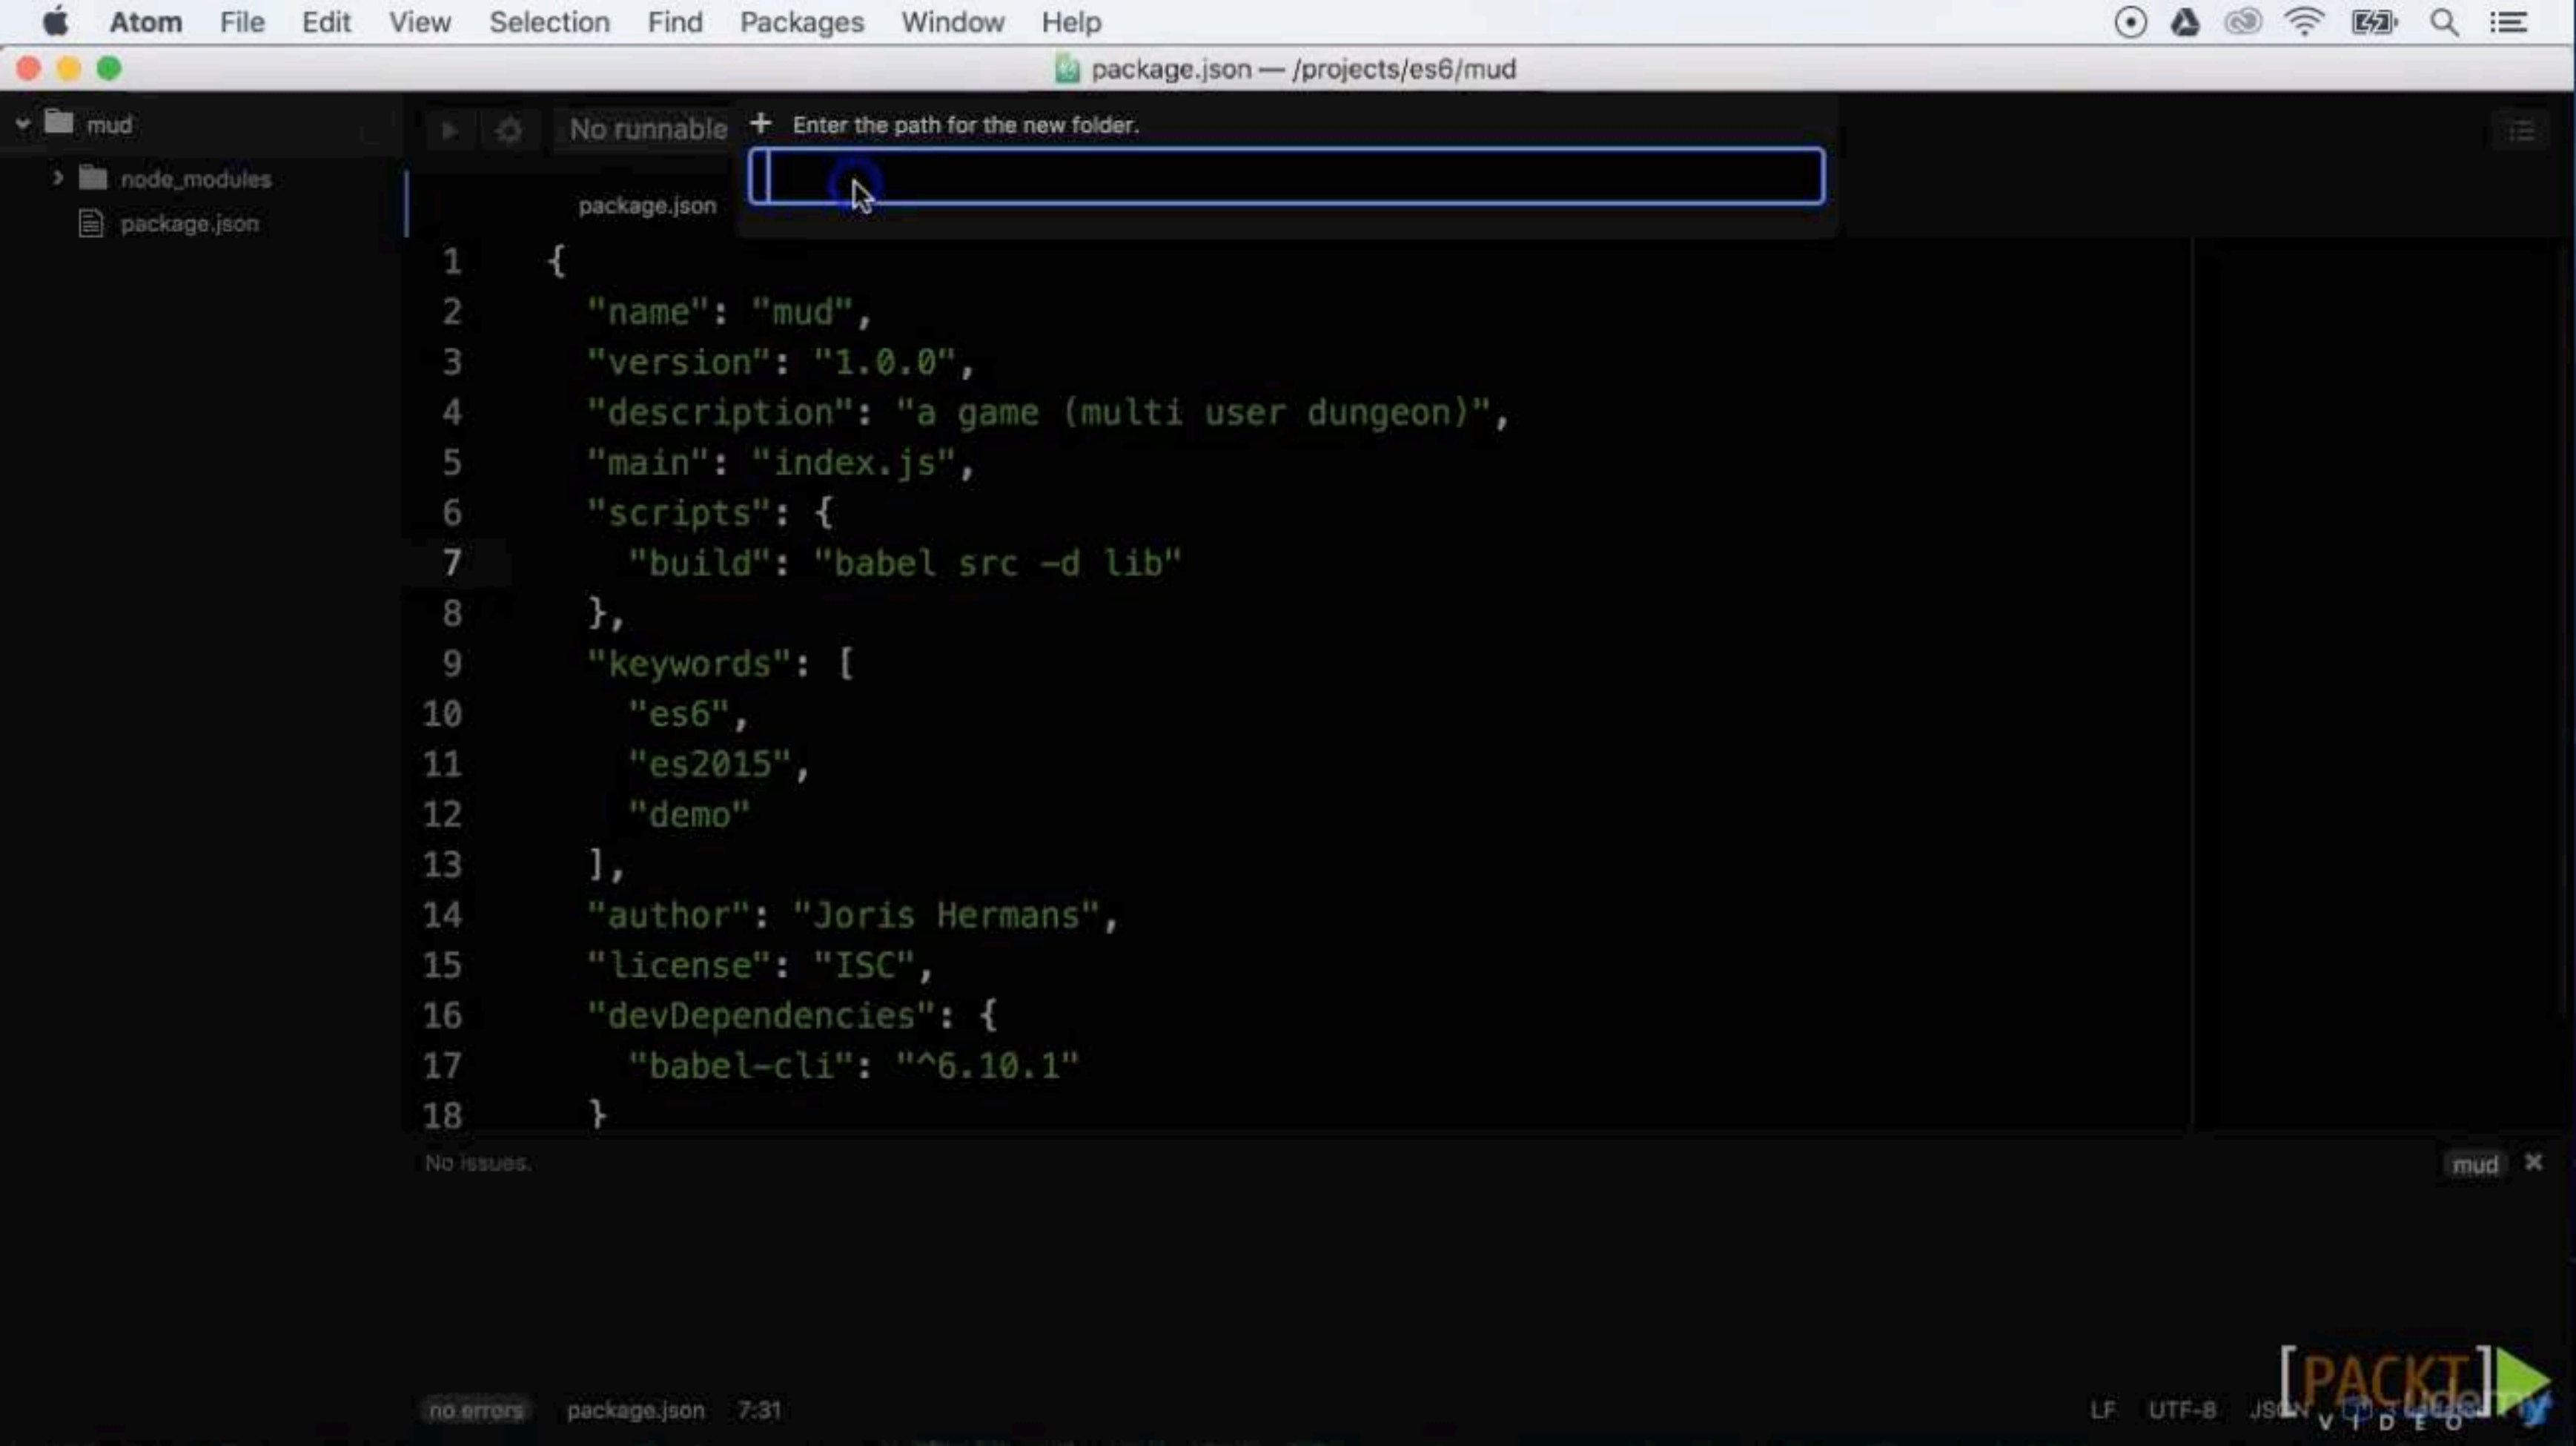 Atom File Edit View Selection Find Packages Window Help
package.json — /projects/es6/mud
mud
node_modules
package.json
No runnable
+ Enter the path for the new folder.
package.json
1 {
2 "name": "mud",
3 "version": "1.0.0",
4 "description": "a game (multi user dungeon)",
5 "main": "index.js",
6 "scripts": {
7 "build": "babel src -d lib"
8 },
9 "keywords": [
10 "es6",
11 "es2015",
12 "demo"
13 ],
14 "author": "Joris Hermans",
15 "license": "ISC",
16 "devDependencies": {
17 "babel-cli": "^6.10.1"
18 }
No issues.
mud
no errors package.json 7:31
LF UTF-8 JSON
[PACKT]
VIDEO
udemy